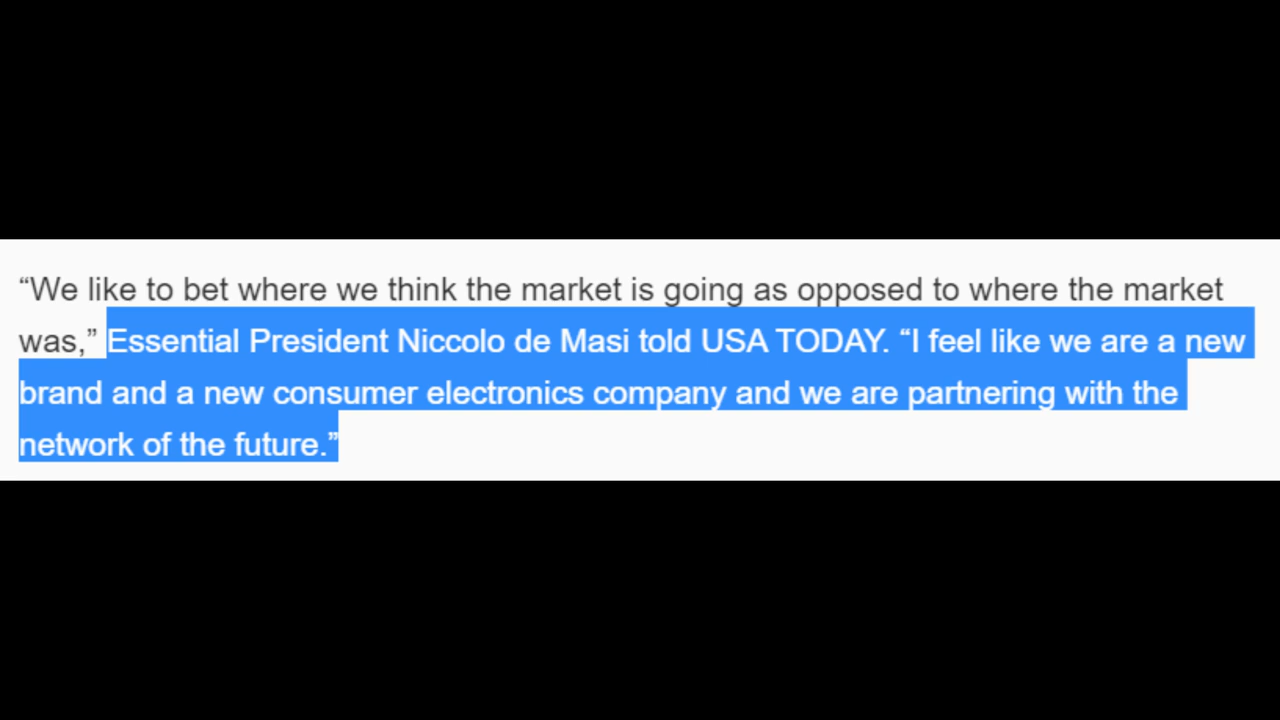 “We like to bet where we think the market is going as opposed to where the market
was,” Essential President Niccolo de Masi told USA TODAY. “I feel like we are a new
brand and a new consumer electronics company and we are partnering with the
network of the future.”